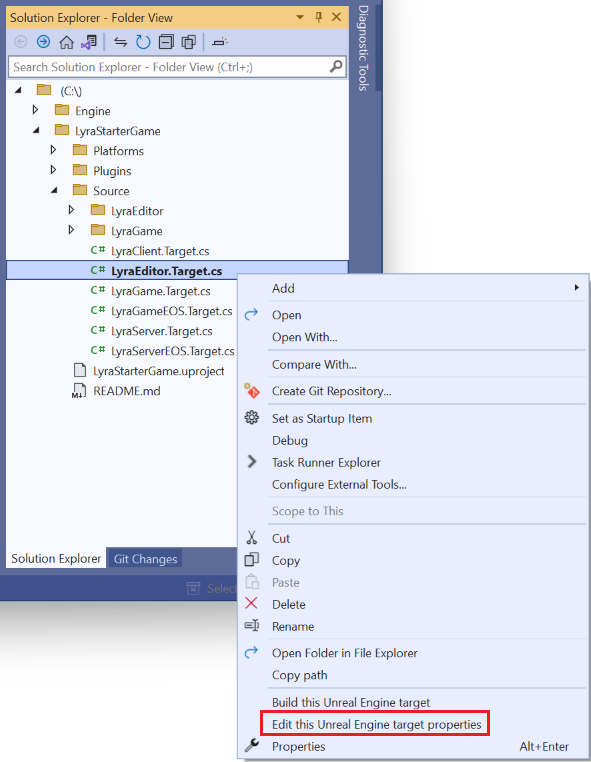 Solution Explorer - Folder View
Diagnostic Tools
Search Solution Explorer - Folder View (Ctrl+;)
(C:\)
Engine
LyraStarterGame
Platforms
Plugins
Source
LyraEditor
LyraGame
C# LyraClient.Target.cs
C# LyraEditor.Target.cs
C# LyraGame.Target.cs
C# LyraGameEOS.Target.cs
C# LyraServer.Target.cs
C# LyraServerEOS.Target.cs
LyraStarterGame.uproject
M↓ README.md
Solution Explorer
Git Changes
Selec
Add
Open
Open With...
Compare With...
Create Git Repository...
Set as Startup Item
Debug
Task Runner Explorer
Configure External Tools...
Scope to This
Cut
Copy
Paste
Delete
Rename
Open Folder in File Explorer
Copy path
Build this Unreal Engine target
Edit this Unreal Engine target properties
Properties Alt+Enter